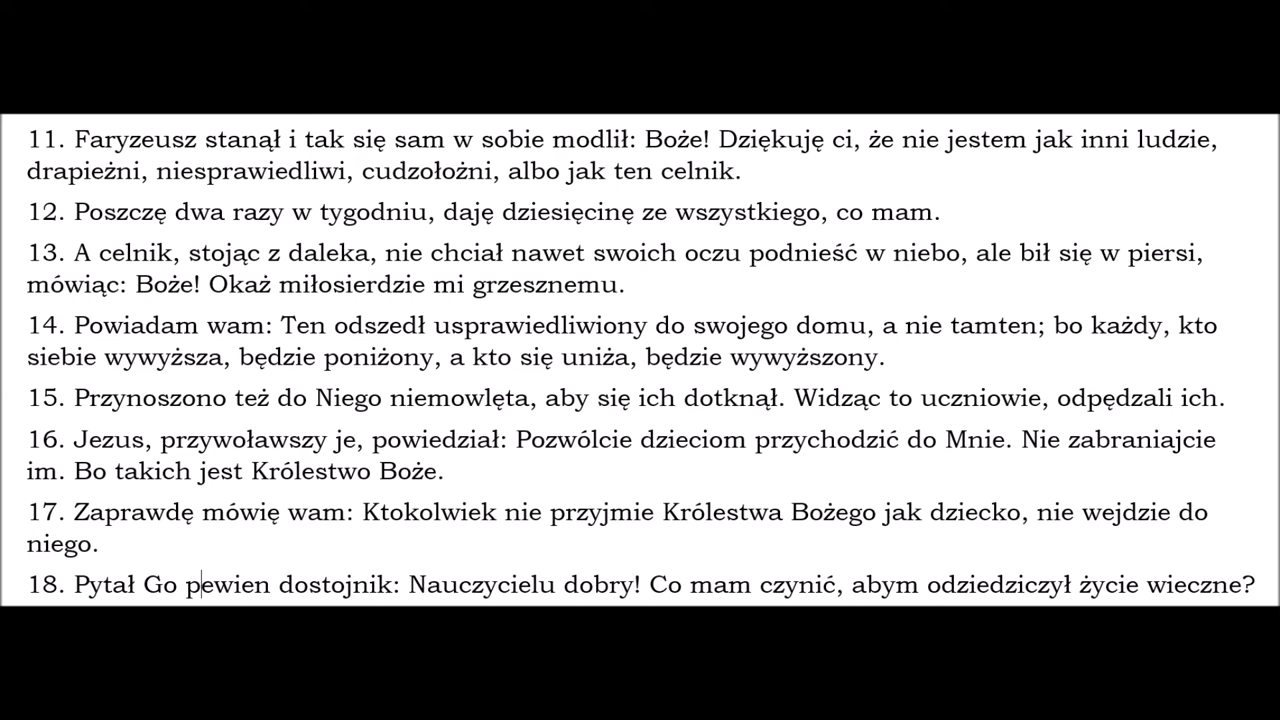 11. Faryzeusz stanął i tak się sam w sobie modlił: Boże! Dziękuję ci, że nie jestem jak inni ludzie,
drapieżni, niesprawiedliwi, cudzołożni, albo jak ten celnik.
12. Poszczę dwa razy w tygodniu, daję dziesięcinę ze wszystkiego, co mam.
13. A celnik, stojąc z daleka, nie chciał nawet swoich oczu podnieść w niebo, ale bił się w piersi,
mówiąc: Boże! Okaż miłosierdzie mi grzesznemu.
14. Powiadam wam: Ten odszedł usprawiedliwiony do swojego domu, a nie tamten; bo każdy, kto
siebie wywyższa, będzie poniżony, a kto się uniża, będzie wywyższony.
15. Przynoszono też do Niego niemowlęta, aby się ich dotknął. Widząc to uczniowie, odpędzali ich.
16. Jezus, przywoławszy je, powiedział: Pozwólcie dzieciom przychodzić do Mnie. Nie zabraniajcie
im. Bo takich jest Królestwo Boże.
17. Zaprawdę mówię wam: Ktokolwiek nie przyjmie Królestwa Bożego jak dziecko, nie wejdzie do
niego.
18. Pytał Go pewien dostojnik: Nauczycielu dobry! Co mam czynić, abym odziedziczył życie wieczne?